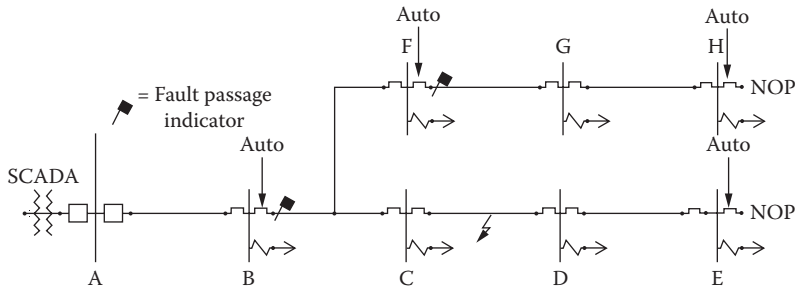 Auto
Auto
F
G
H
NOP
= Fault passage
indicator
Auto
Auto
SCADA
NOP
A
B
C
D
E